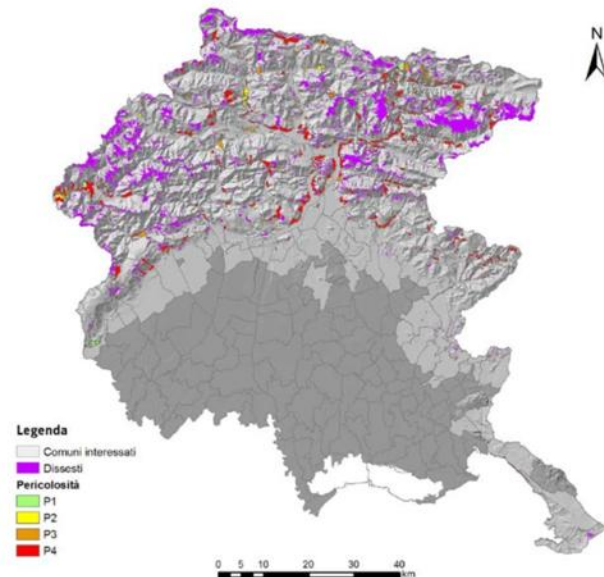 N
Legenda
Comuni interessati
Dissesti
Pericolosità
P1
P2
P3
P4
0 5 10 20 30 40
km